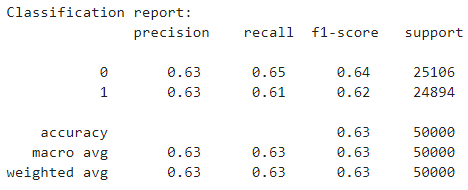 Classification report:
precision recall f1-score support
0 0.63 0.65 0.64 25106
1 0.63 0.61 0.62 24894
accuracy 0.63 50000
macro avg 0.63 0.63 0.63 50000
weighted avg 0.63 0.63 0.63 50000